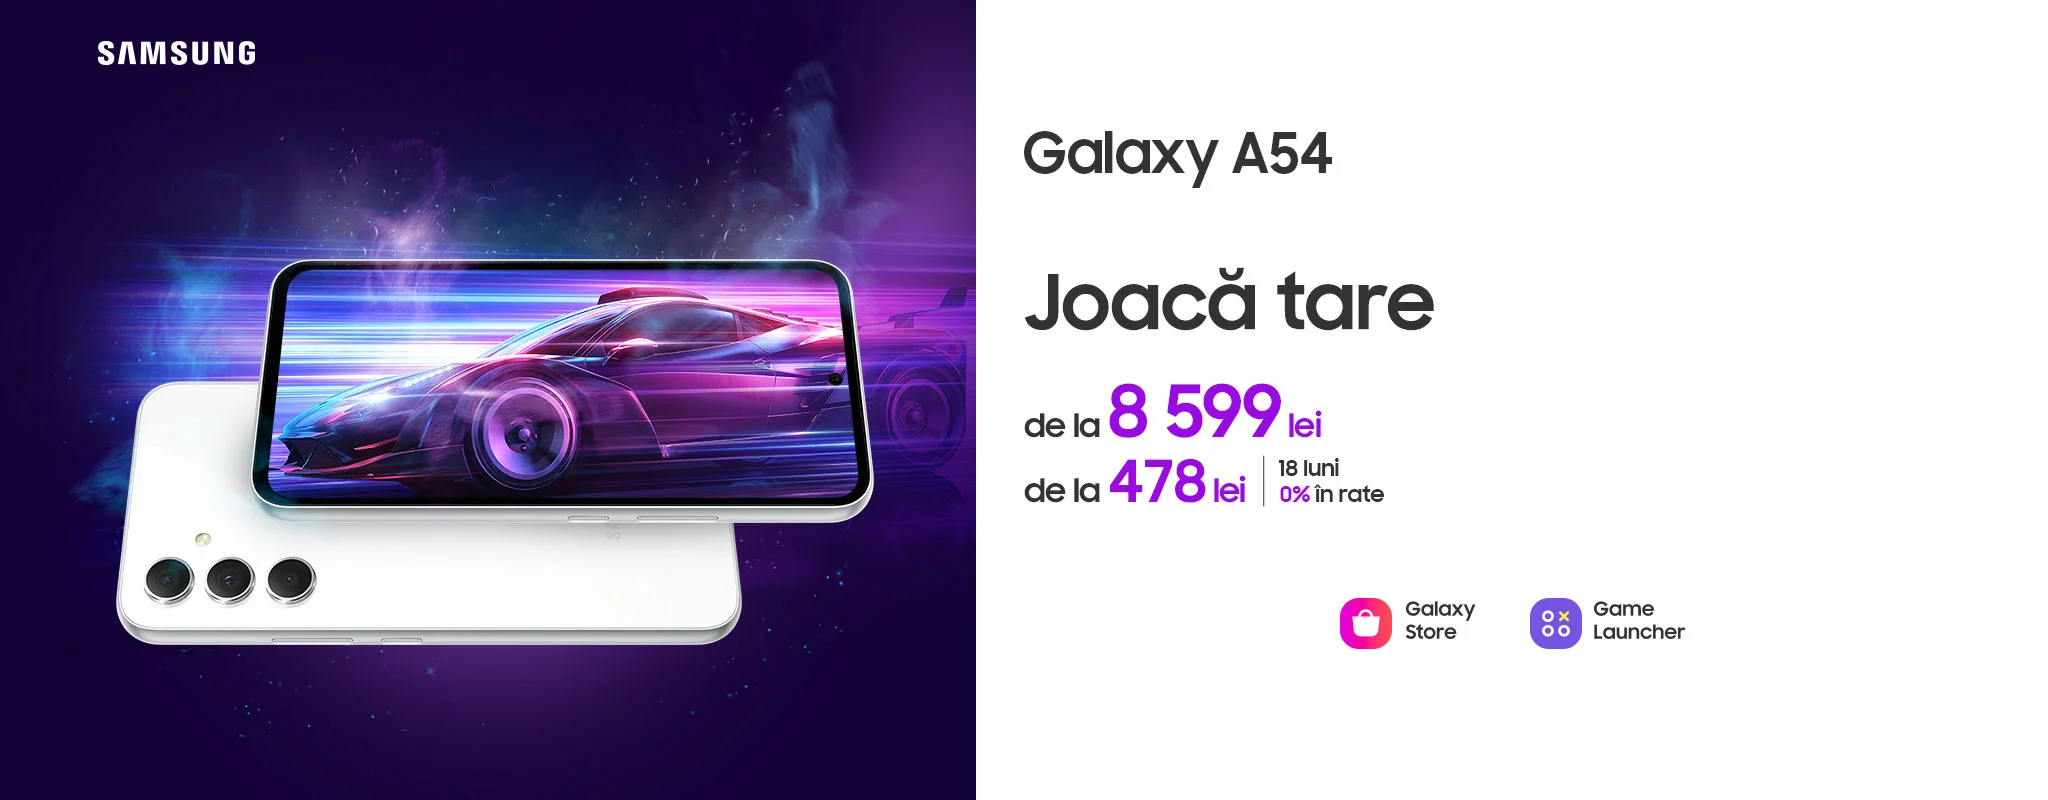 SAMSUNG
Galaxy A54
Joacă tare
de la 8 599 lei
de la 478 lei
18 luni
0% în rate
Galaxy
Store
Game
Launcher